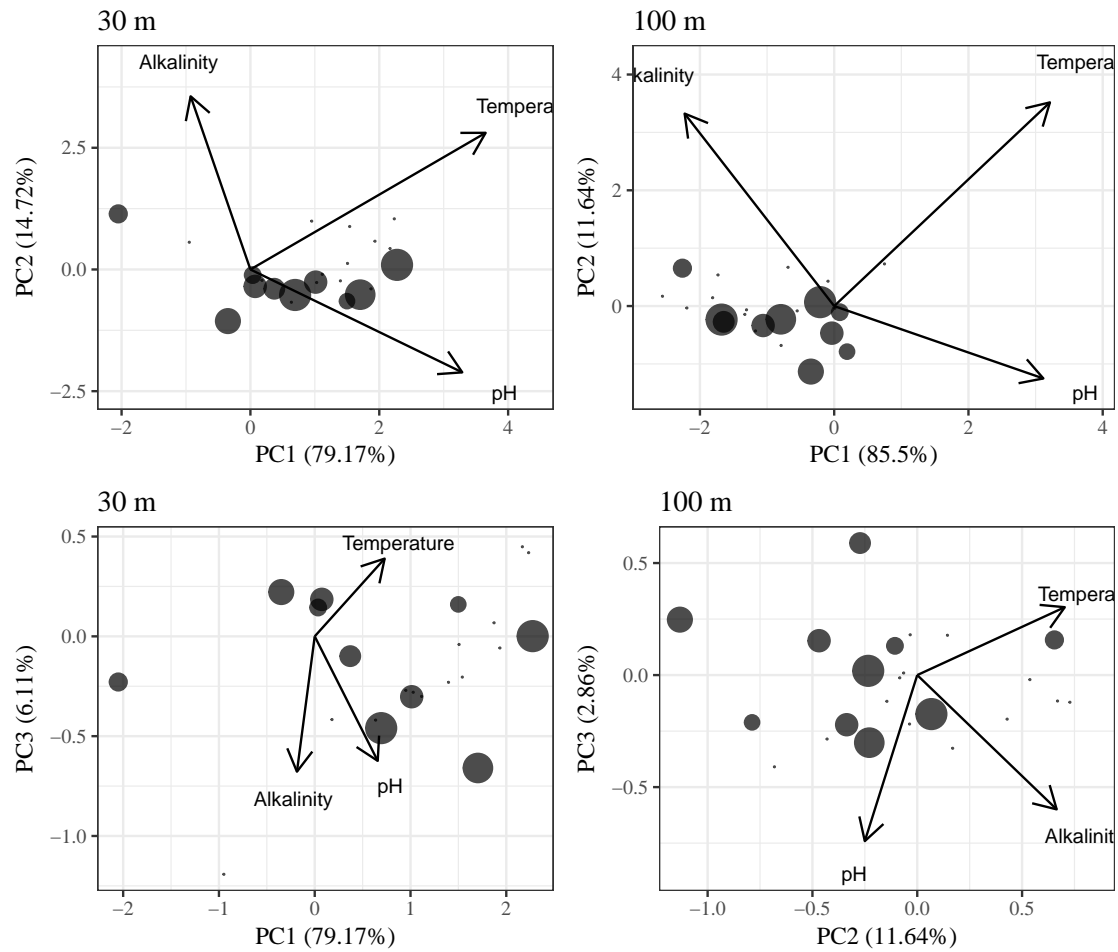 30 m
100 m
Alkalinity
Tempera
2.5
0.0
−2.5
PC2 (14.72%)
pH
−2
0
2
4
PC1 (79.17%)
kalinity
Tempera
4
2
0
PC2 (11.64%)
pH
−2
0
2
4
PC1 (85.5%)
30 m
100 m
Temperature
0.5
0.0
−0.5
−1.0
PC3 (6.11%)
Alkalinity
pH
−2
−1
0
1
2
PC1 (79.17%)
Tempera
0.5
0.0
−0.5
PC3 (2.86%)
Alkalinit
pH
−1.0
−0.5
0.0
0.5
PC2 (11.64%)